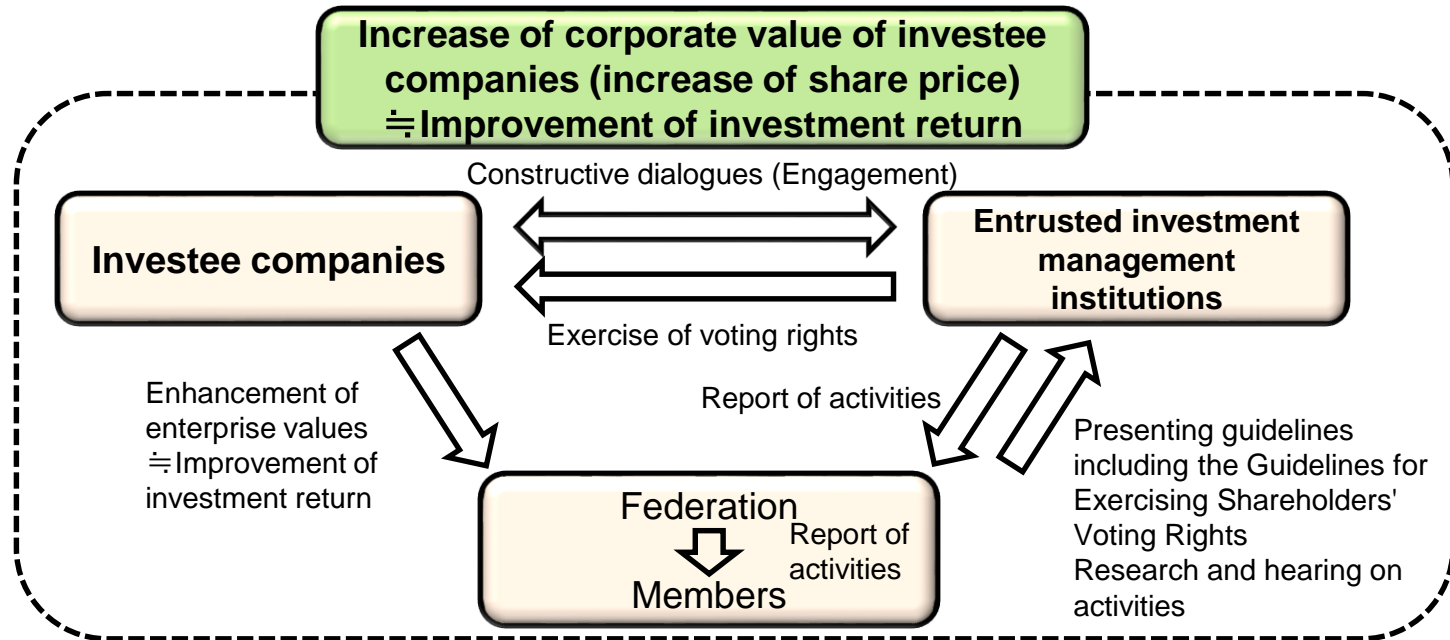 Increase of corporate value of investee
companies (increase of share price)
≒Improvement of investment return
Constructive dialogues (Engagement)
Investee companies
Entrusted investment
management
institutions
Exercise of voting rights
Enhancement of
enterprise values
≒Improvement of
investment return
Report of activities
Presenting guidelines
including the Guidelines for
Exercising Shareholders'
Voting Rights
Research and hearing on
activities
Federation
Report of
activities
Members